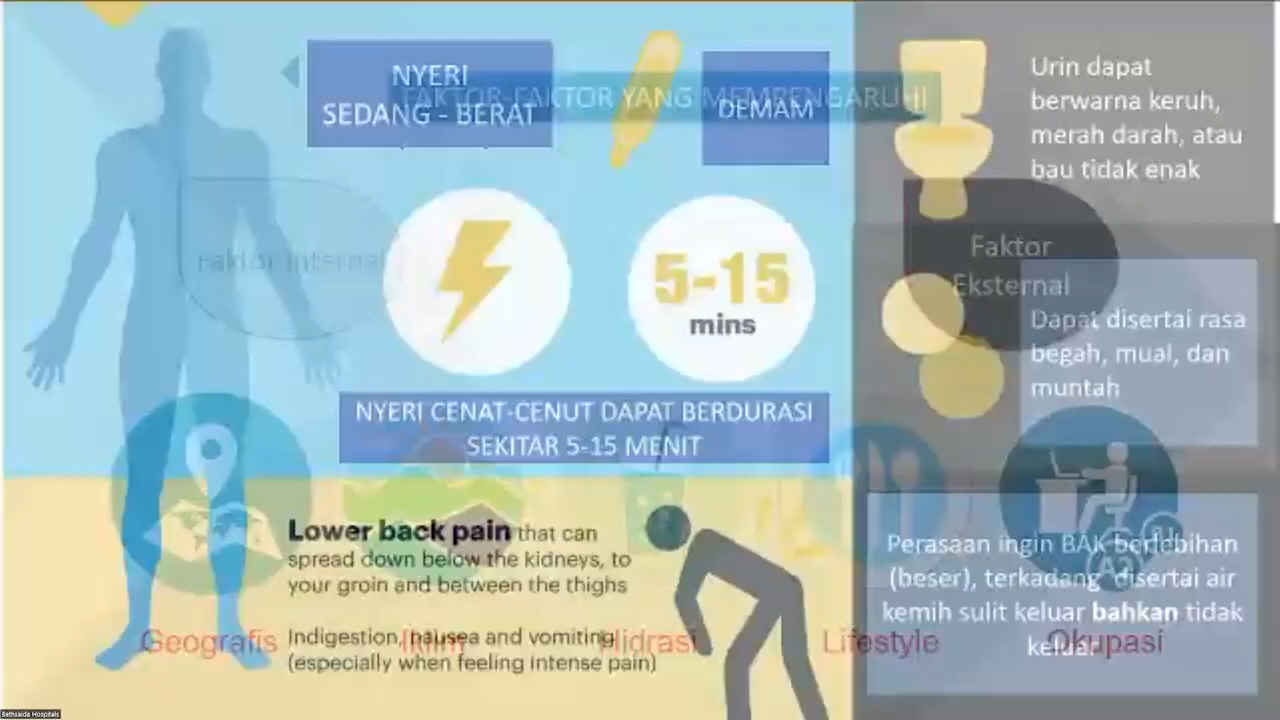 NYERI
SEDANG - BERAT
DEMAM
FAKTOR-FAKTOR YANG MEMPENGARUHI
Urin dapat
berwarna keruh,
merah darah, atau
bau tidak enak
Faktor Internal
Faktor
Eksternal
5-15
mins
Dapat disertai rasa
begah, mual, dan
muntah
NYERI CENAT-CENUT DAPAT BERDURASI
SEKITAR 5-15 MENIT
Lower back pain that can
spread down below the kidneys, to
your groin and between the thighs
Indigestion, nausea and vomiting
(especially when feeling intense pain)
Perasaan ingin BAK berlebihan
(beser), terkadang disertai air
kemih sulit keluar bahkan tidak
keluar
Geografis
Iklim
Hidrasi
Lifestyle
Okupasi
Bethsaida Hospitals